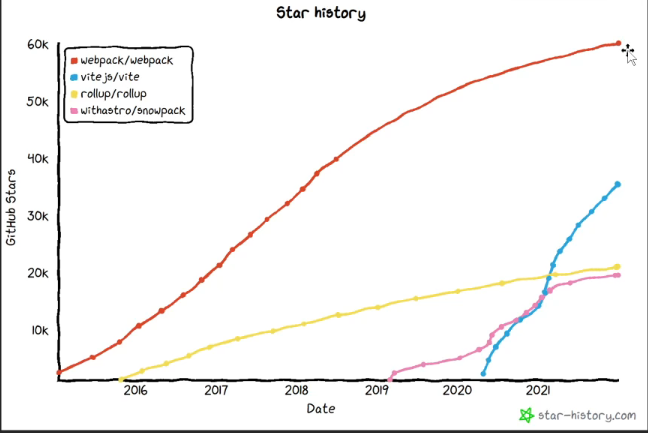 Star history
60k
webpack/webpack
vitejs/vite
rollup/rollup
withastro/snowpack
50k
40k
30k
20k
10k
GitHub Stars
2016 2017 2018 2019 2020 2021
Date
star-history.com